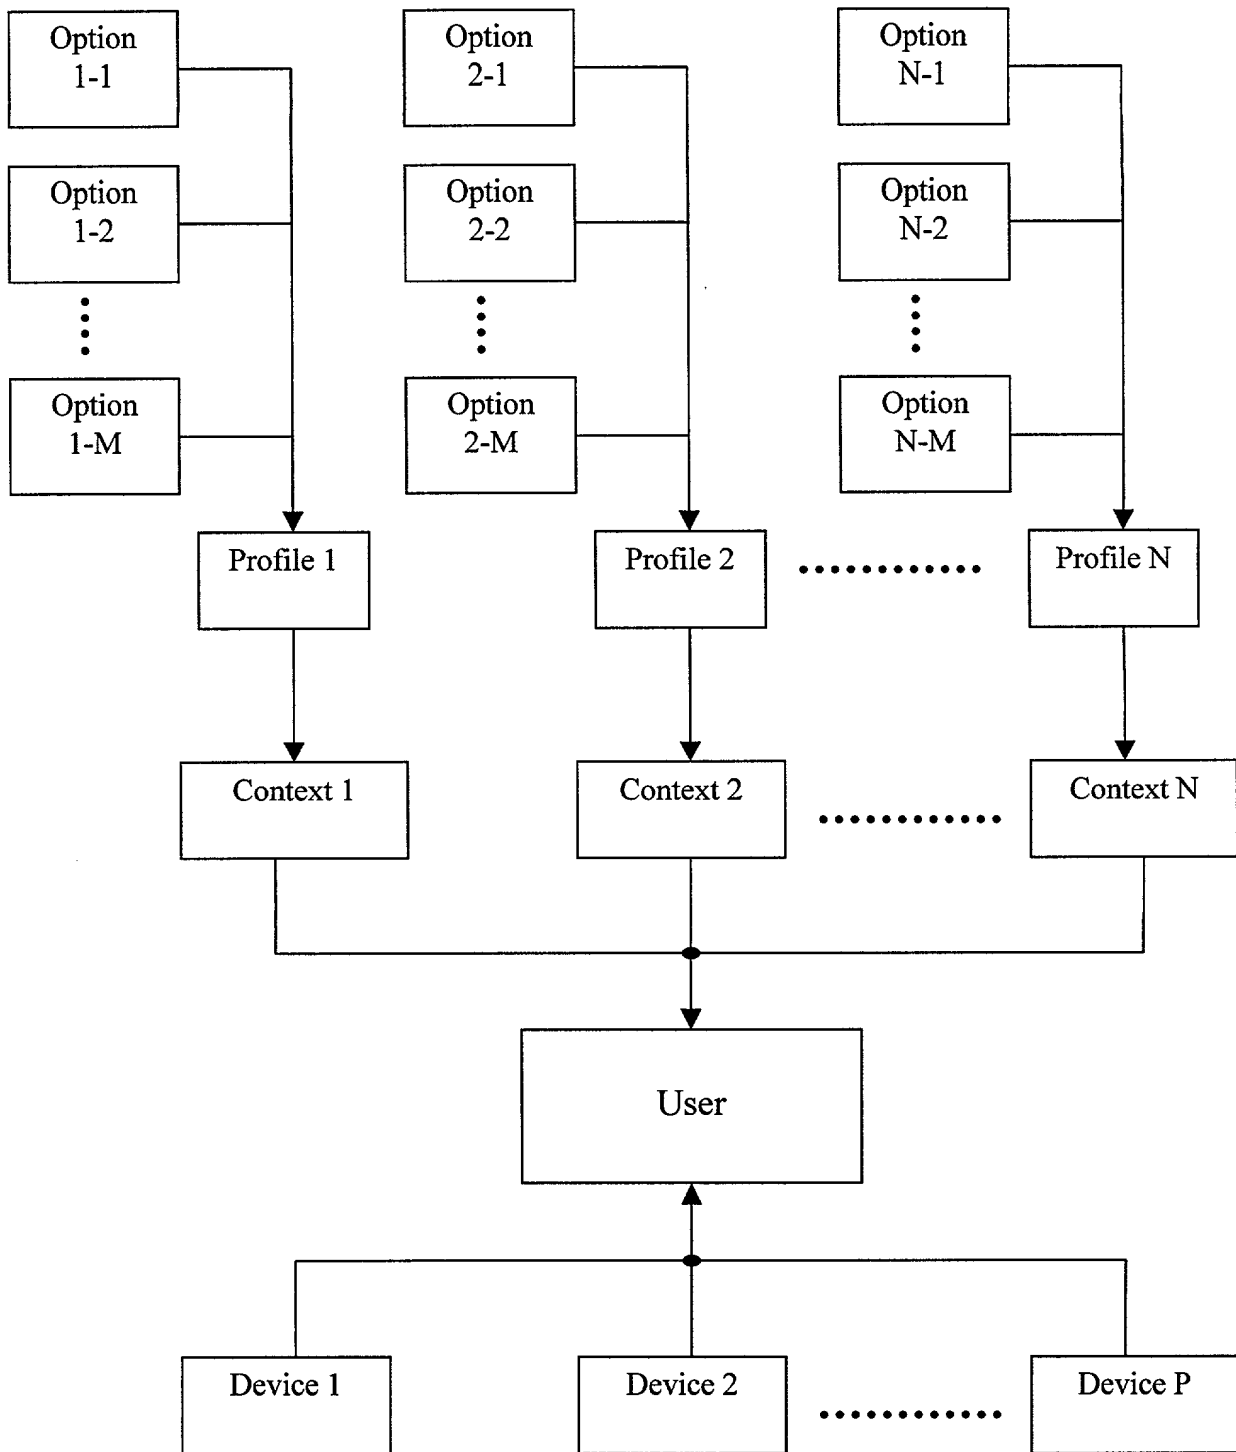 Option
1-1
Option
2-1
Option
N-1
Option
1-2
Option
2-2
Option
N-2
Option
1-M
Option
2-M
Option
N-M
Profile 1
Profile 2
Profile N
Context 1
Context 2
Context N
User
Device 1
Device 2
Device P